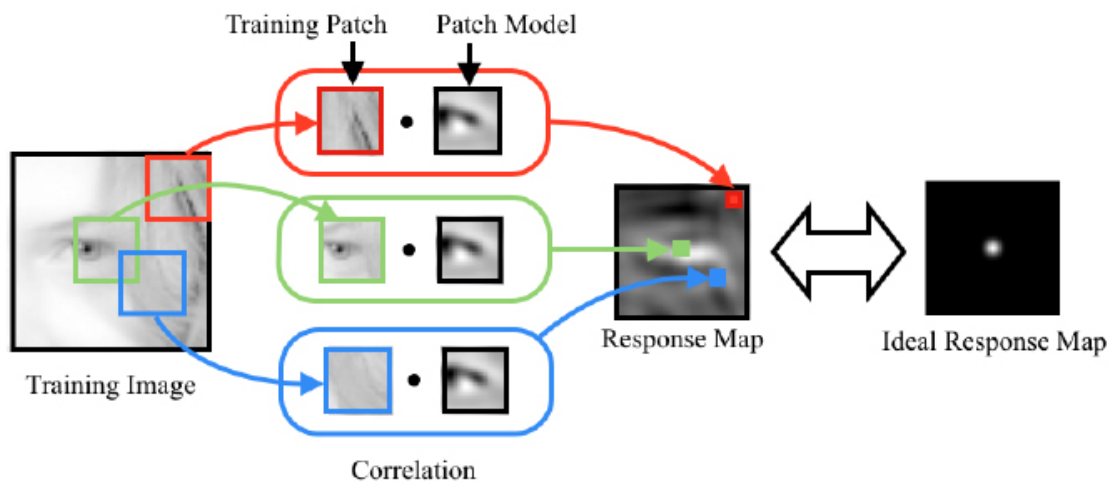 Training Patch
Patch Model
Training Image
Response Map
Ideal Response Map
Correlation